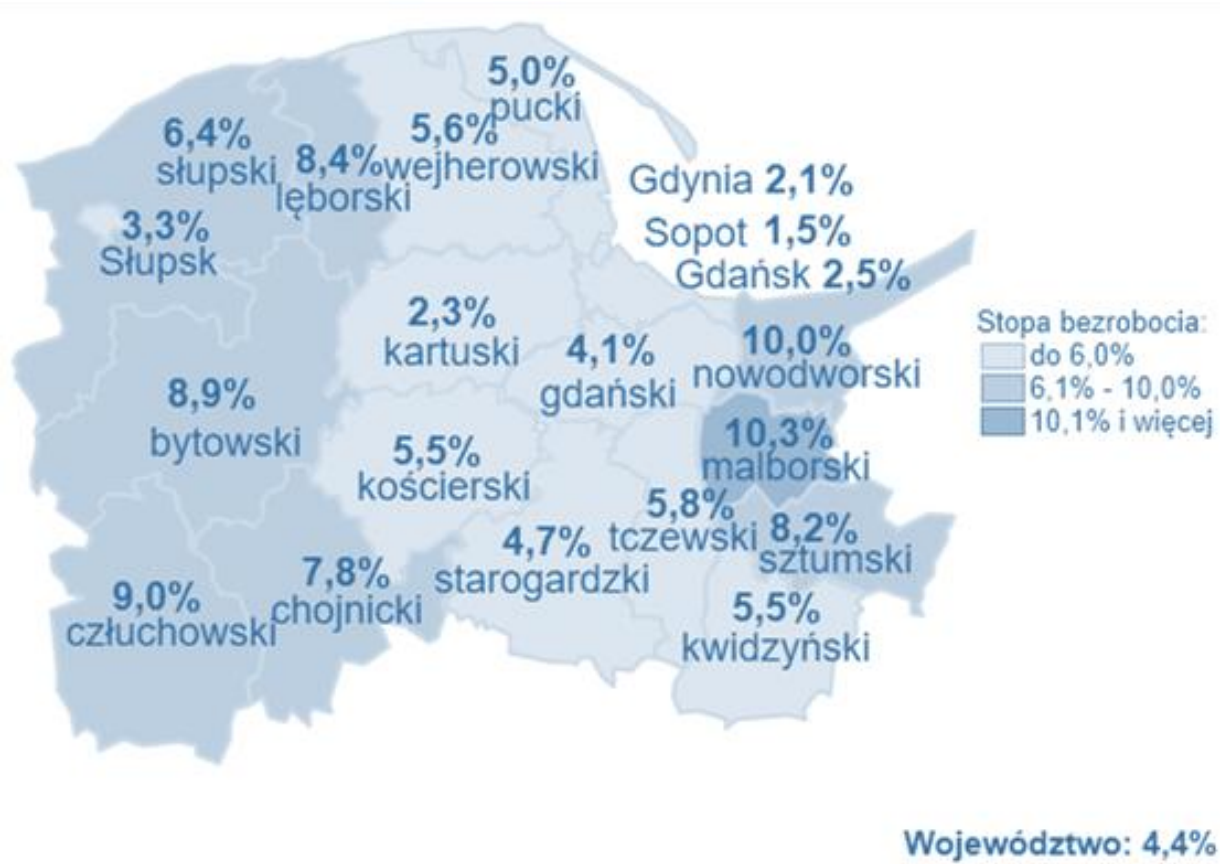 5,0%
pucki
6,4%
słupski
8,4%
lęborski
5,6%
wejherowski
Gdynia 2,1%
Sopot 1,5%
Gdańsk 2,5%
3,3%
Słupsk
2,3%
kartuski
4,1%
gdański
10,0%
nowodworski
Stopa bezrobocia:
do 6,0%
6,1% - 10,0%
10,1% i więcej
8,9%
bytowski
5,5%
kościerski
10,3%
malborski
5,8%
tczewski
8,2%
sztumski
4,7%
starogardzki
7,8%
chojnicki
9,0%
człuchowski
5,5%
kwidzyński
Województwo: 4,4%